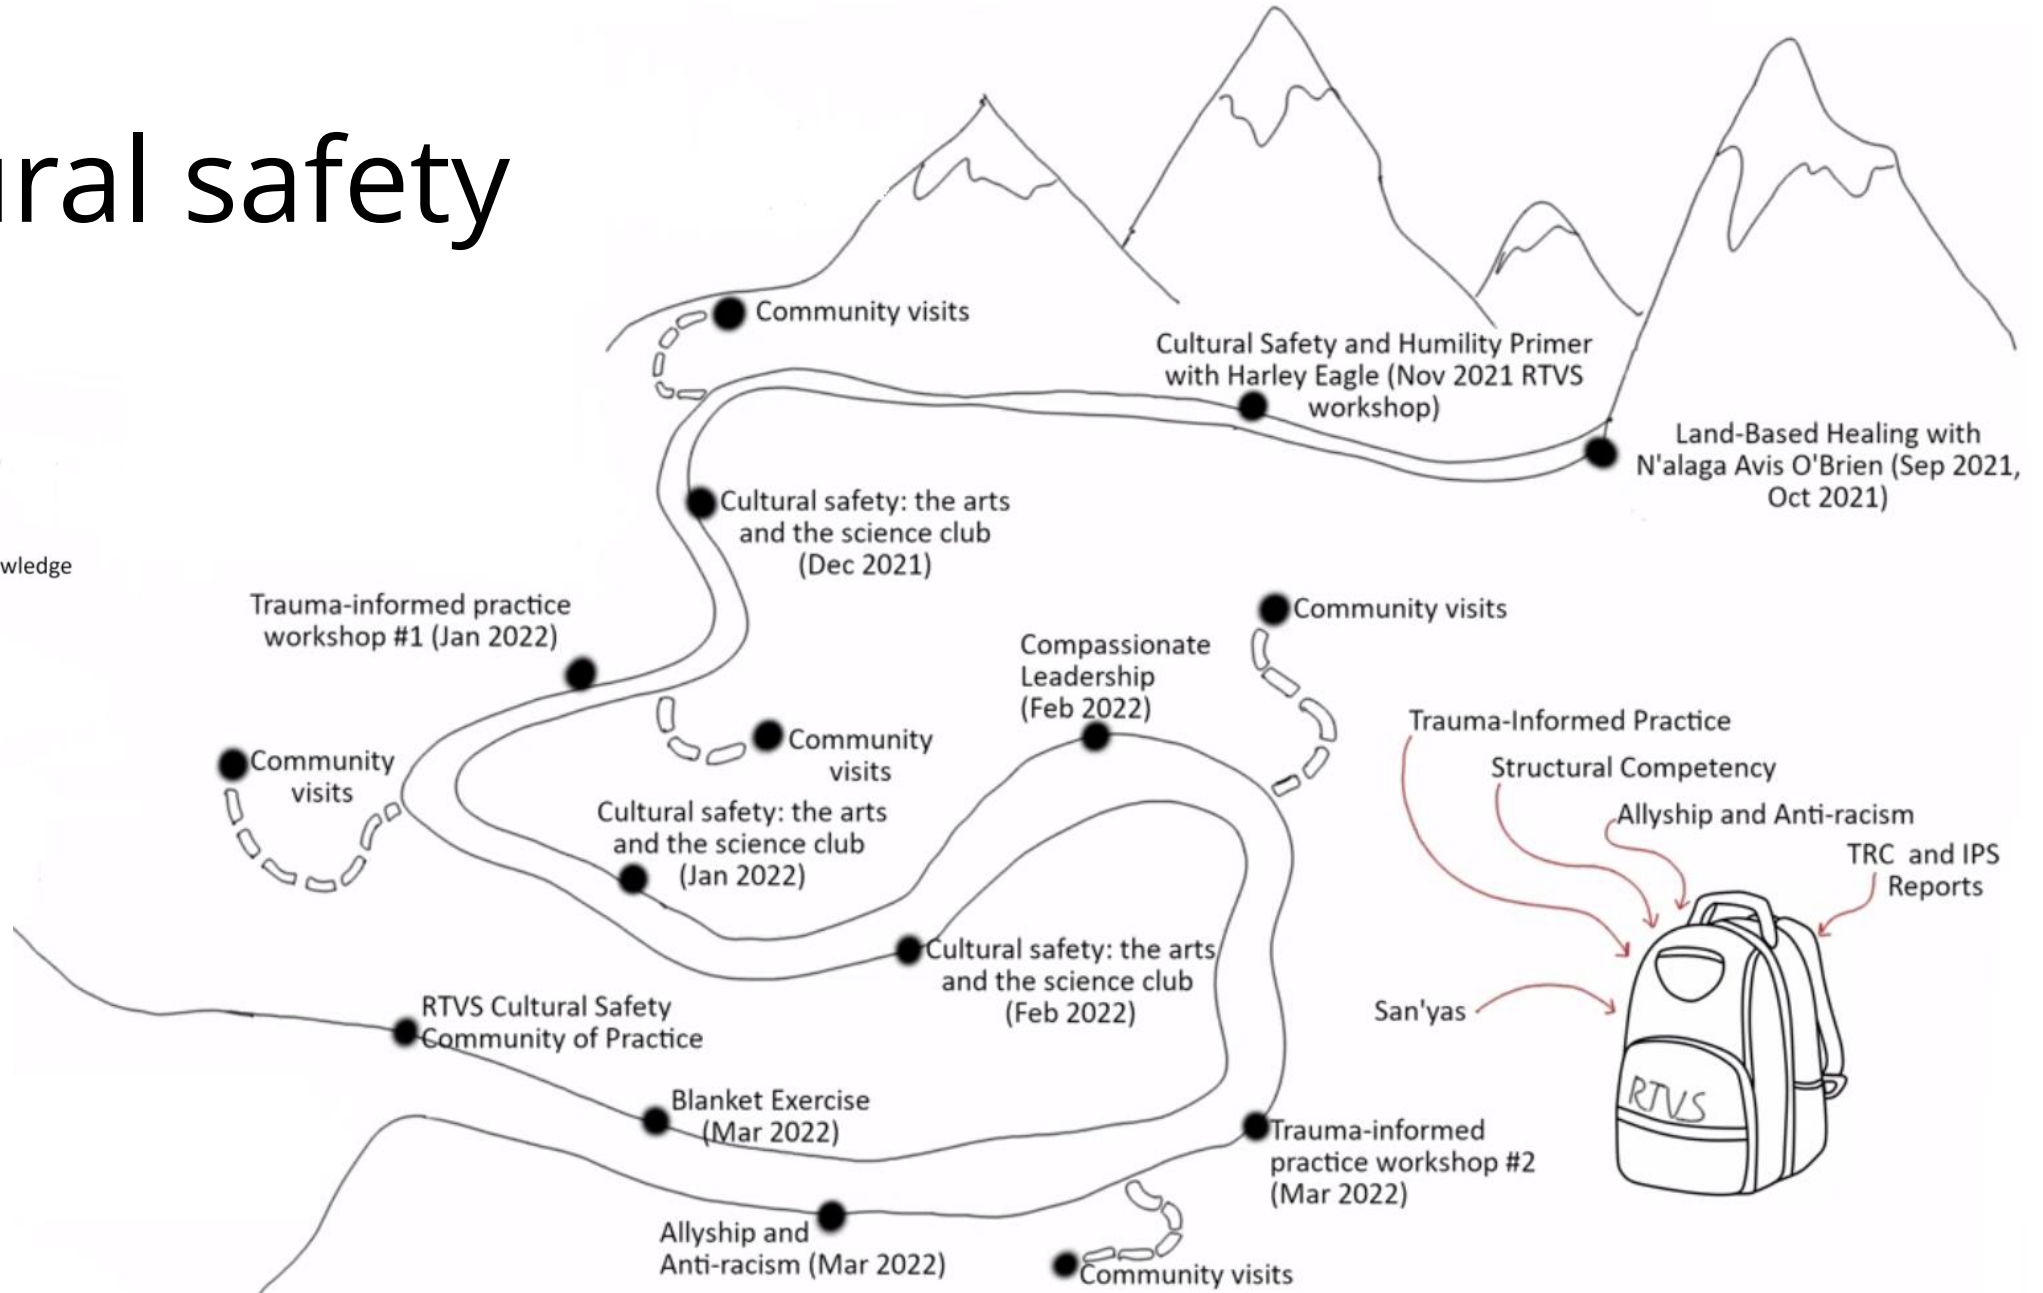 ural safety
Community visits
Cultural Safety and Humility Primer
with Harley Eagle (Nov 2021 RTVS
workshop)
Land-Based Healing with
N'alaga Avis O'Brien (Sep 2021,
Oct 2021)
Cultural safety: the arts
and the science club
(Dec 2021)
wledge
Trauma-informed practice
workshop #1 (Jan 2022)
Community visits
Compassionate
Leadership
(Feb 2022)
Community
visits
Community
visits
Cultural safety: the arts
and the science club
(Jan 2022)
Trauma-Informed Practice
Structural Competency
Allyship and Anti-racism
TRC and IPS
Reports
San'yas
RTVS
Cultural safety: the arts
and the science club
(Feb 2022)
RTVS Cultural Safety
Community of Practice
Blanket Exercise
(Mar 2022)
Trauma-informed
practice workshop #2
(Mar 2022)
Allyship and
Anti-racism (Mar 2022)
Community visits